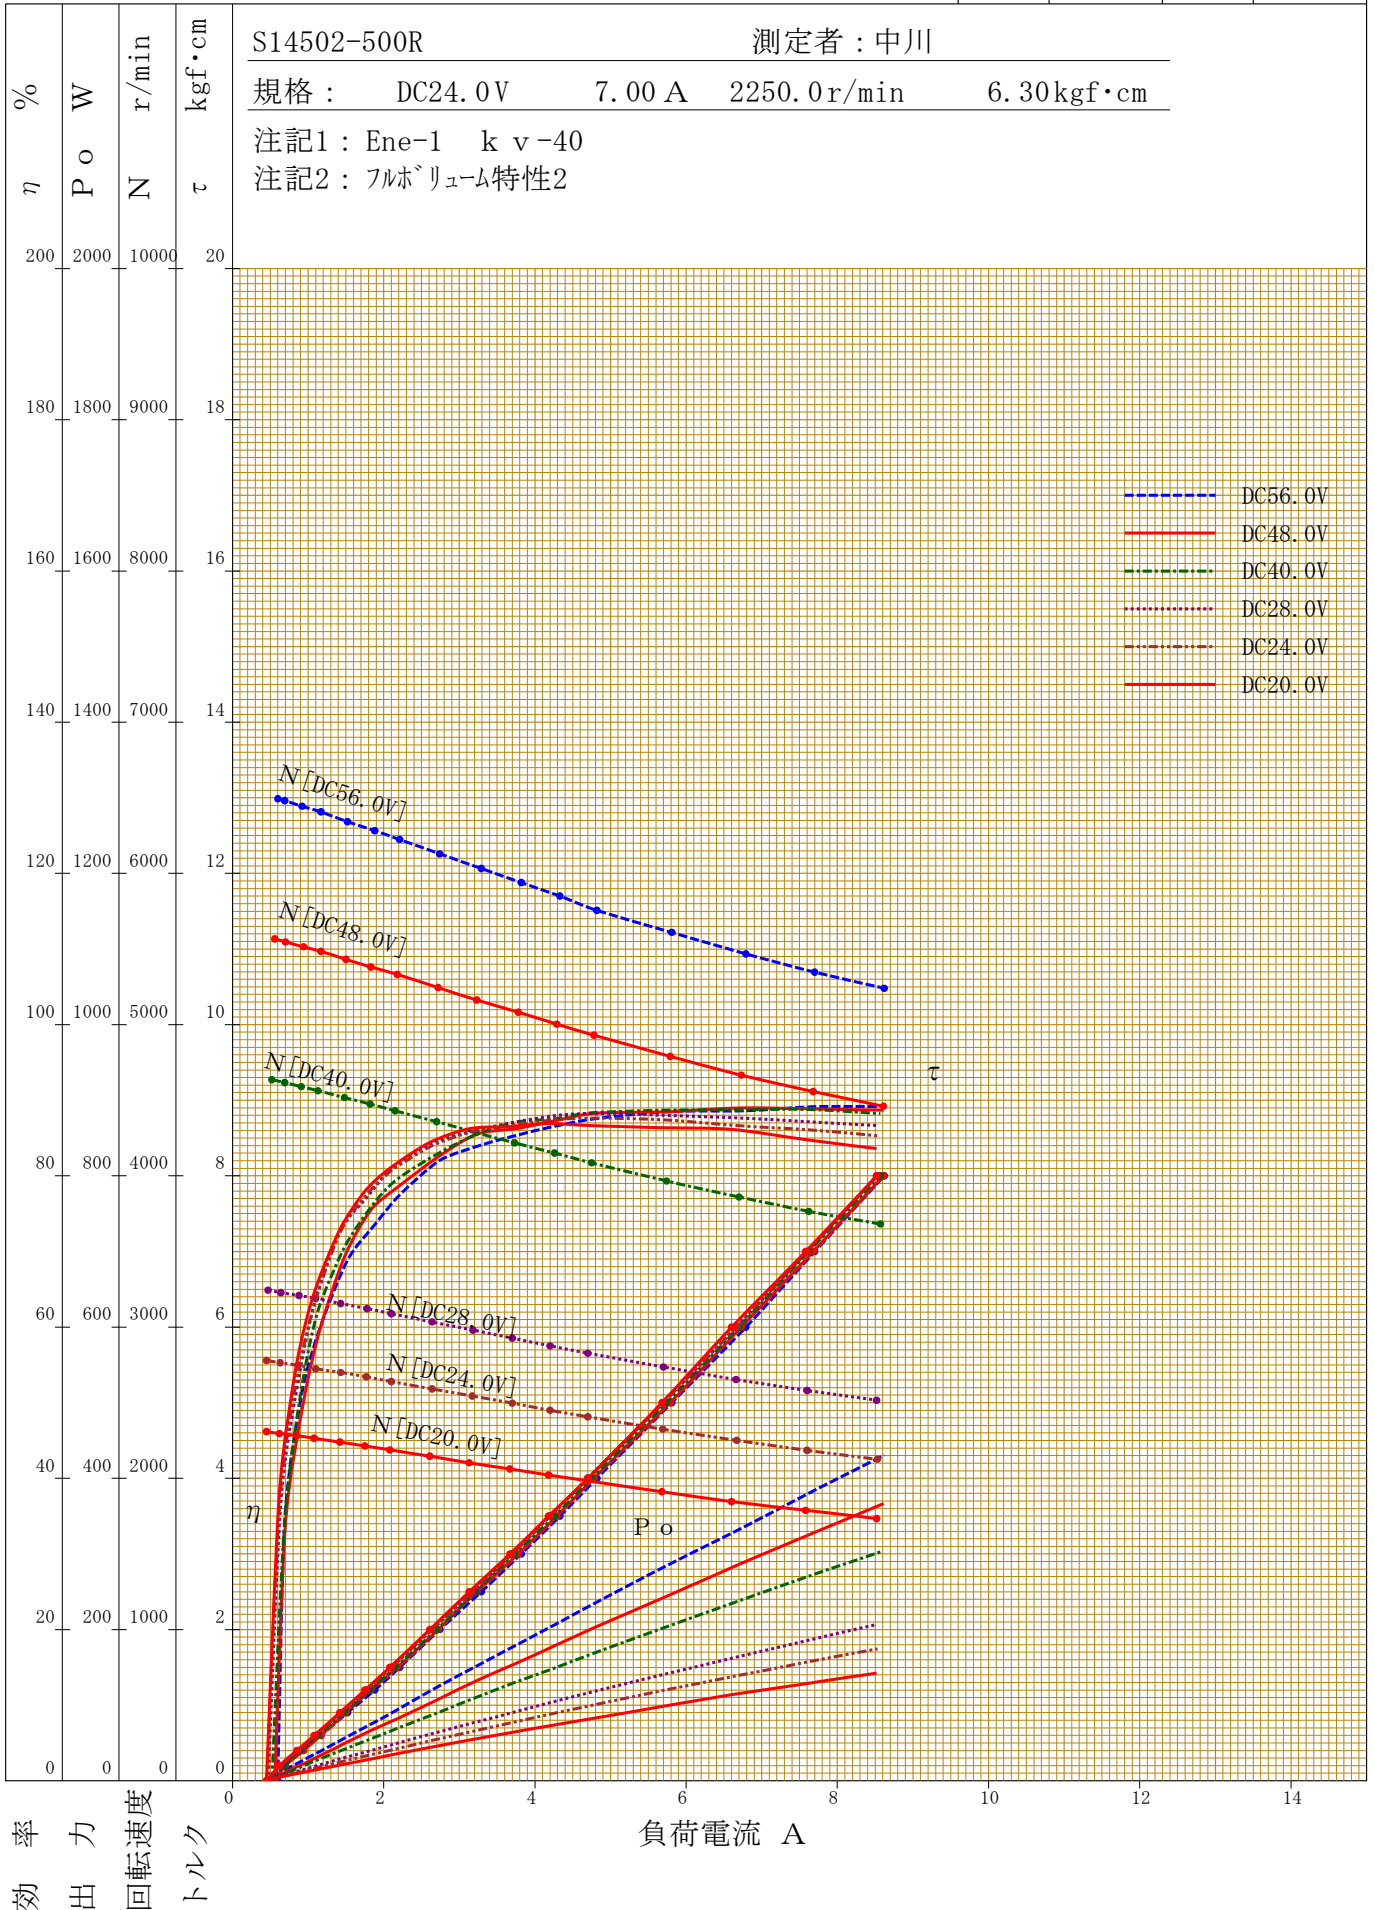 S14502-500R 測定者：中川
規格： DC24.0V 7.00 A 2250.0r/min 6.30kgf・cm
注記1： Ene-1 ｋｖ-40
注記2： ﾌﾙﾎﾞﾘｭｰﾑ特性2
η %
Ｐｏ W
N r/min
τ kgf・cm
200 2000 10000 20
180 1800 9000 18
160 1600 8000 16
140 1400 7000 14
120 1200 6000 12
100 1000 5000 10
80 800 4000 8
60 600 3000 6
40 400 2000 4
20 200 1000 2
0 0 0 0
DC56.0V
DC48.0V
DC40.0V
DC28.0V
DC24.0V
DC20.0V
N[DC56.0V]
N[DC48.0V]
N[DC40.0V]
τ
N[DC28.0V]
N[DC24.0V]
N[DC20.0V]
η
Ｐｏ
0 2 4 6 8 10 12 14
負荷電流 A
効率
出力
回転速度
トルク